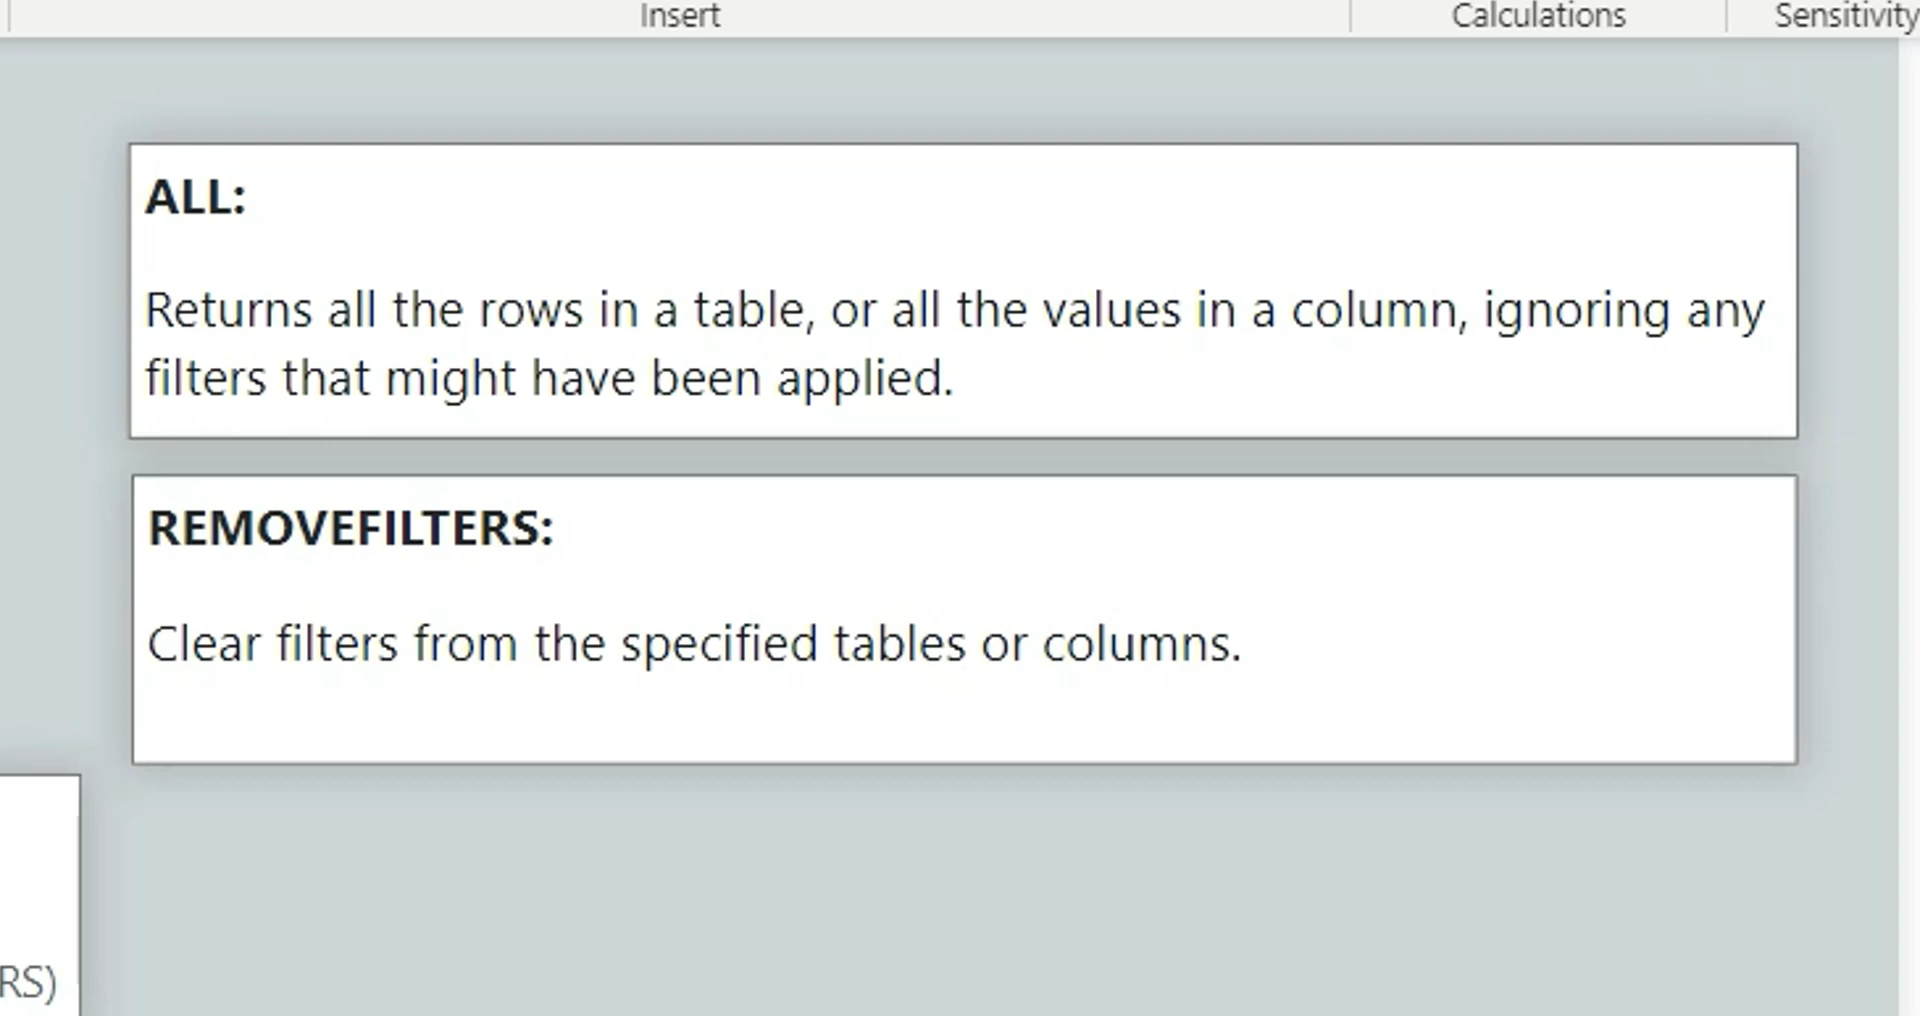 Insert
Calculations
Sensitivity
ALL:
Returns all the rows in a table, or all the values in a column, ignoring any
filters that might have been applied.
REMOVEFILTERS:
Clear filters from the specified tables or columns.
RS)